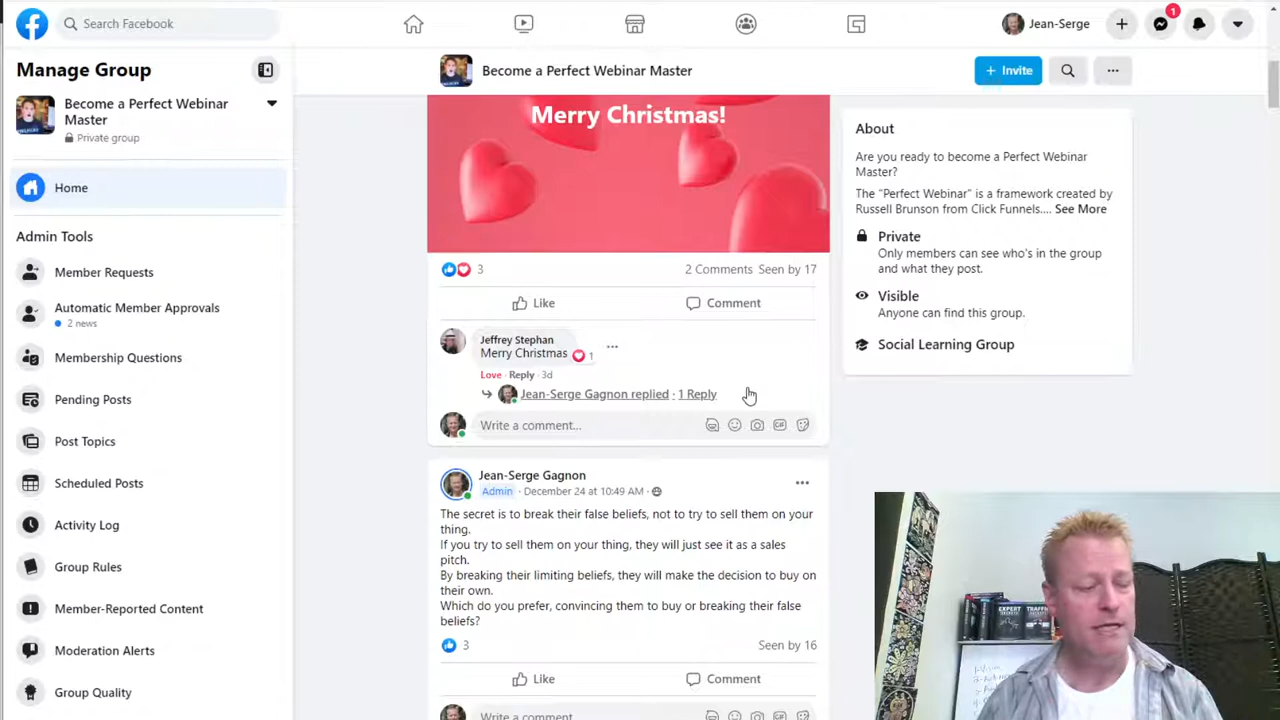 Search Facebook
Jean-Serge
1
Manage Group
Become a Perfect Webinar
Master
Private group
Home
Admin Tools
Member Requests
Automatic Member Approvals
2 news
Membership Questions
Pending Posts
Post Topics
Scheduled Posts
Activity Log
Group Rules
Member-Reported Content
Moderation Alerts
Group Quality
Become a Perfect Webinar Master
+ Invite
Merry Christmas!
3
2 Comments Seen by 17
Like
Comment
Jeffrey Stephan
Merry Christmas
1
Love · Reply · 3d
Jean-Serge Gagnon replied · 1 Reply
Write a comment...
Jean-Serge Gagnon
Admin · December 24 at 10:49 AM ·
The secret is to break their false beliefs, not to try to sell them on your
thing.
If you try to sell them on your thing, they will just see it as a sales
pitch.
By breaking their limiting beliefs, they will make the decision to buy on
their own.
Which do you prefer, convincing them to buy or breaking their false
beliefs?
3
Seen by 16
Like
Comment
Write a comment...
About
Are you ready to become a Perfect Webinar
Master?
The "Perfect Webinar" is a framework created by
Russell Brunson from Click Funnels.... See More
Private
Only members can see who's in the group
and what they post.
Visible
Anyone can find this group.
Social Learning Group
EXPERT
SECRETS
TRAFFIC